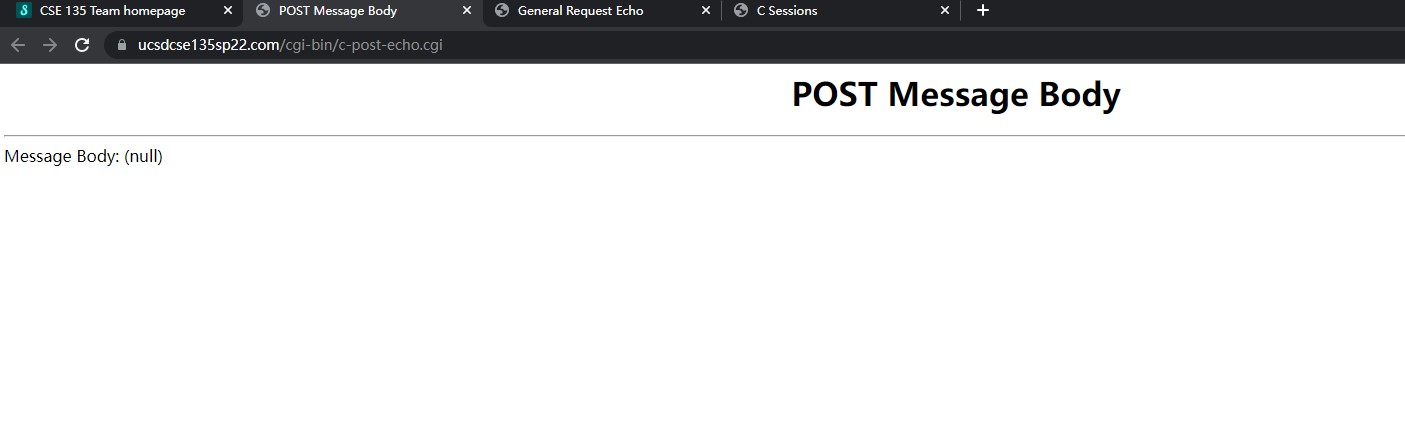 CSE 135 Team homepage
POST Message Body
General Request Echo
C Sessions
ucsdcse135sp22.com/cgi-bin/c-post-echo.cgi
POST Message Body
Message Body: (null)